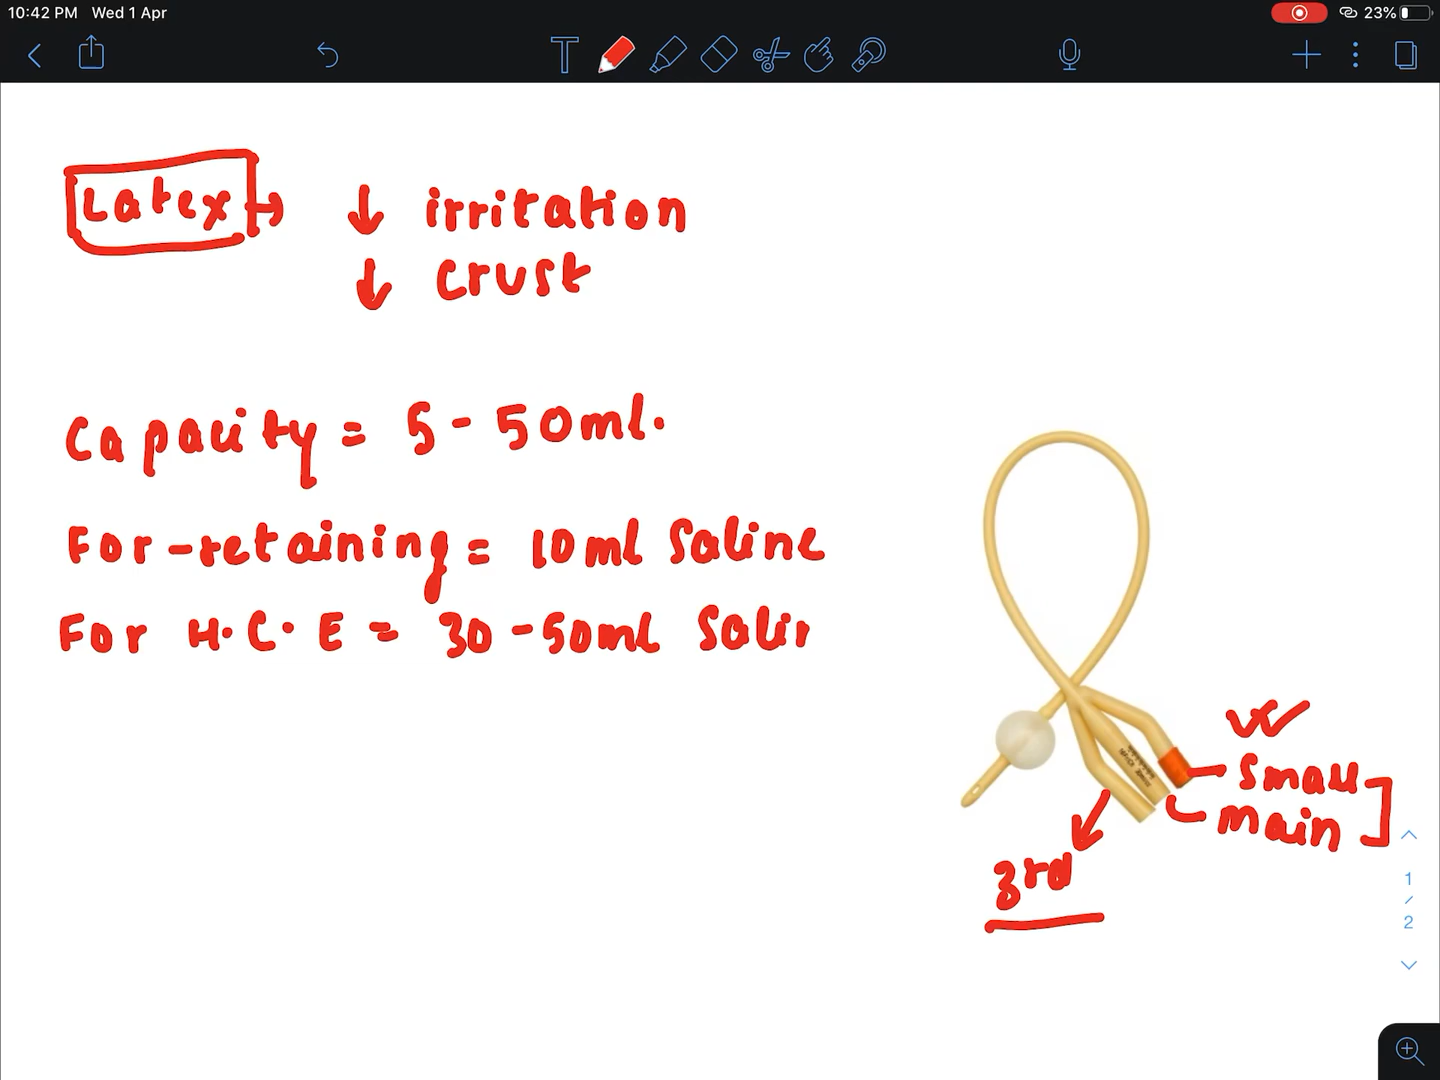 10:42 PM Wed 1 Apr
23%
Latex → ↓ irritation
↓ Crust
Capacity = 5 - 50ml.
For-retaining = 10ml Saline
For H.C.E = 30-50ml Salin
Small
main
3rd
1
/
2